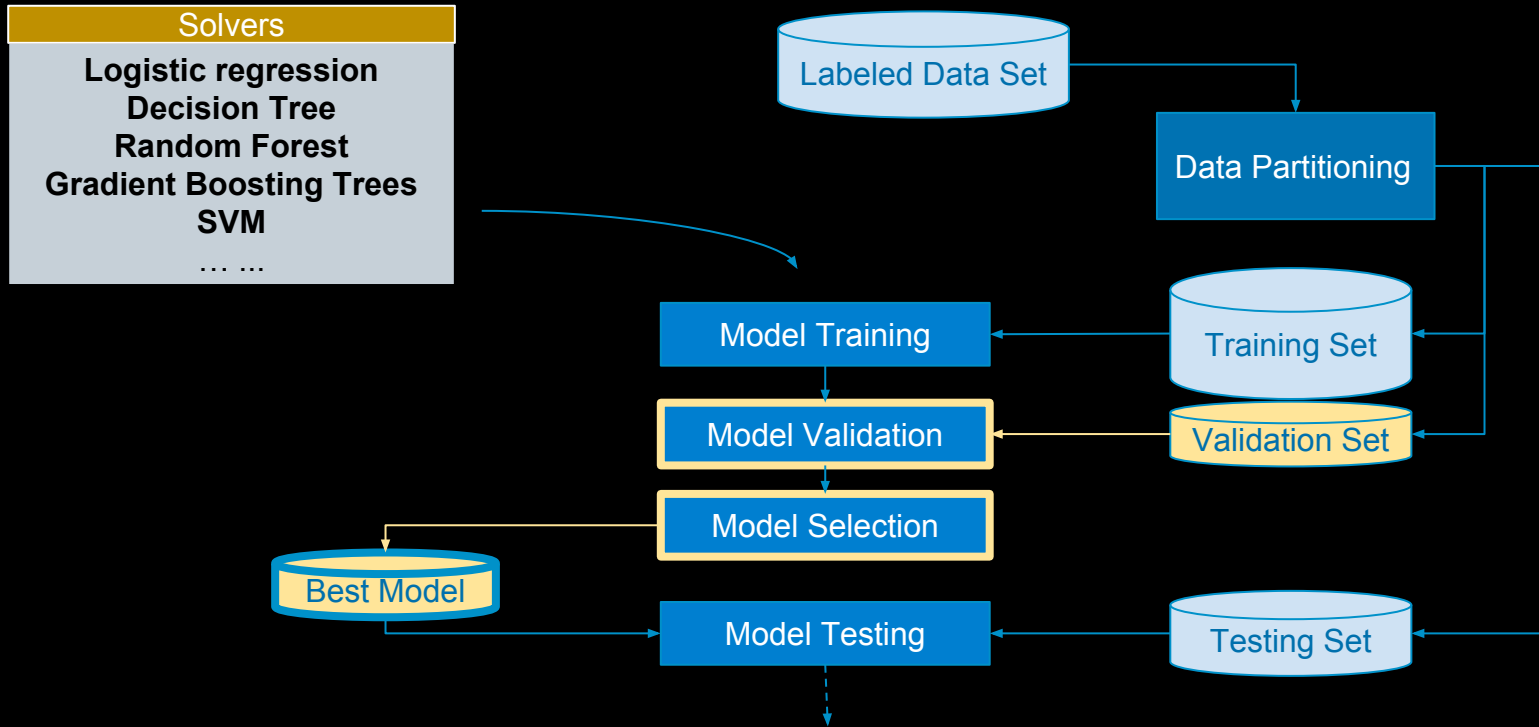 Solvers
Logistic regression
Decision Tree
Random Forest
Gradient Boosting Trees
SVM
… ...
Labeled Data Set
Data Partitioning
Model Training
Training Set
Model Validation
Validation Set
Model Selection
Best Model
Model Testing
Testing Set